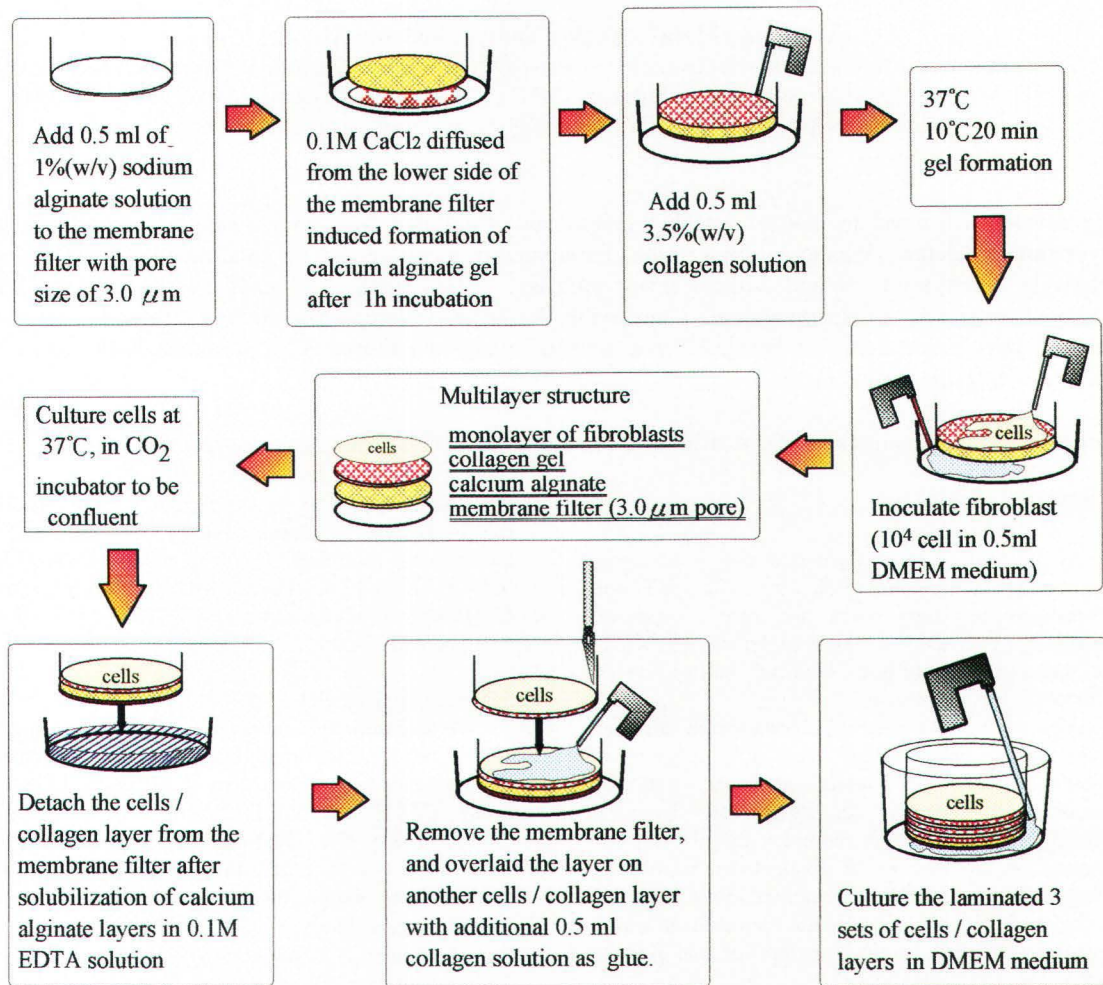 Add 0.5 ml of
1%(w/v) sodium
alginate solution
to the membrane
filter with pore
size of 3.0 μm
0.1M CaCl2 diffused
from the lower side of
the membrane filter
induced formation of
calcium alginate gel
after 1h incubation
Add 0.5 ml
3.5%(w/v)
collagen solution
37℃
10℃20 min
gel formation
cells
Inoculate fibroblast
(10⁴ cell in 0.5ml
DMEM medium)
Multilayer structure
cells
monolayer of fibroblasts
collagen gel
calcium alginate
membrane filter (3.0μm pore)
Culture cells at
37℃, in CO₂
incubator to be
confluent
cells
Detach the cells /
collagen layer from the
membrane filter after
solubilization of calcium
alginate layers in 0.1M
EDTA solution
cells
Remove the membrane filter,
and overlaid the layer on
another cells / collagen layer
with additional 0.5 ml
collagen solution as glue.
cells
Culture the laminated 3
sets of cells / collagen
layers in DMEM medium